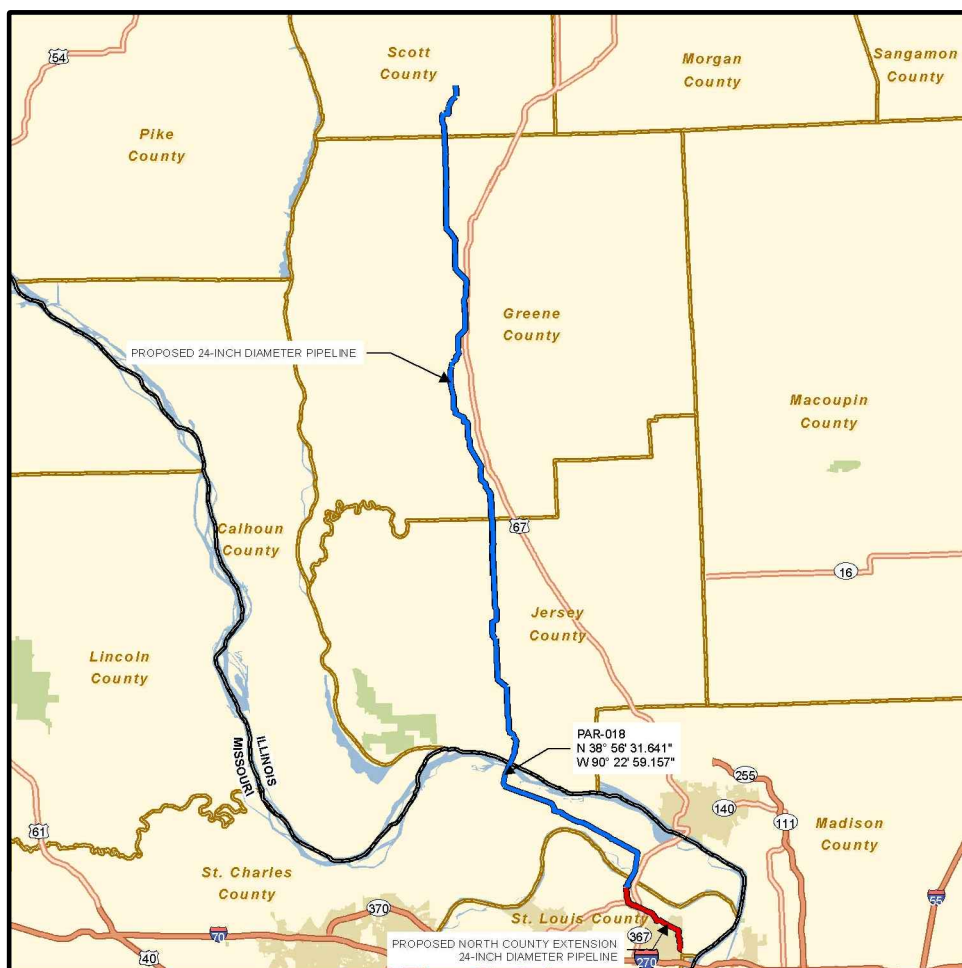 54
Scott
County
Morgan
County
Sangamon
County
Pike
County
Greene
County
PROPOSED 24-INCH DIAMETER PIPELINE
Macoupin
County
Calhoun
County
67
16
Jersey
County
Lincoln
County
PAR-018
N 38° 56' 31.641"
W 90° 22' 59.157"
ILLINOIS
MISSOURI
255
140
111
61
Madison
County
St. Charles
County
370
St. Louis County
55
70
367
40
PROPOSED NORTH COUNTY EXTENSION
24-INCH DIAMETER PIPELINE
270